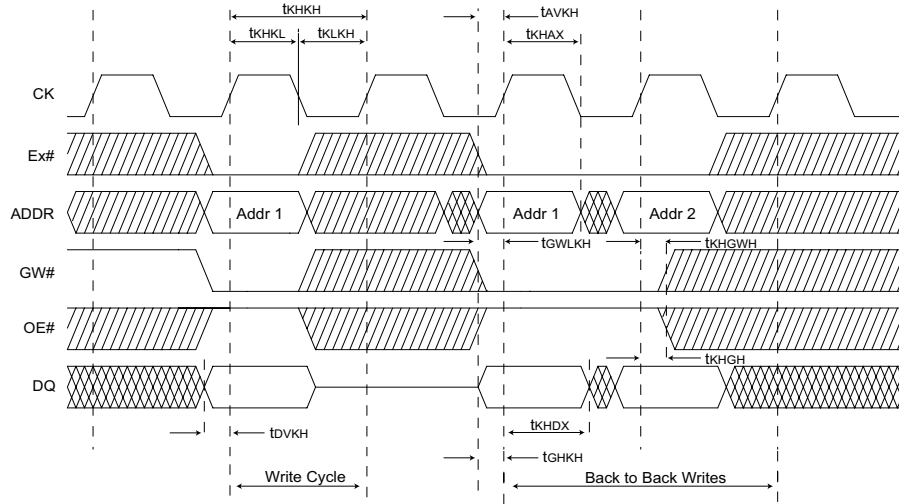 tKHKH
tAVKH
tKHKL
tKLKH
tKHAX
CK
Ex#
ADDR
Addr 1
Addr 1
Addr 2
tGWLKH
tKHGWH
GW#
OE#
tKHGH
DQ
tDVKH
tKHDX
tGHKH
Write Cycle
Back to Back Writes